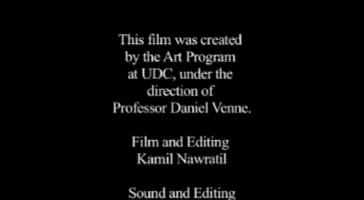 This film was created
by the Art Program
at UDC, under the
direction of
Professor Daniel Venne.
Film and Editing
Kamil Nawratil
Sound and Editing